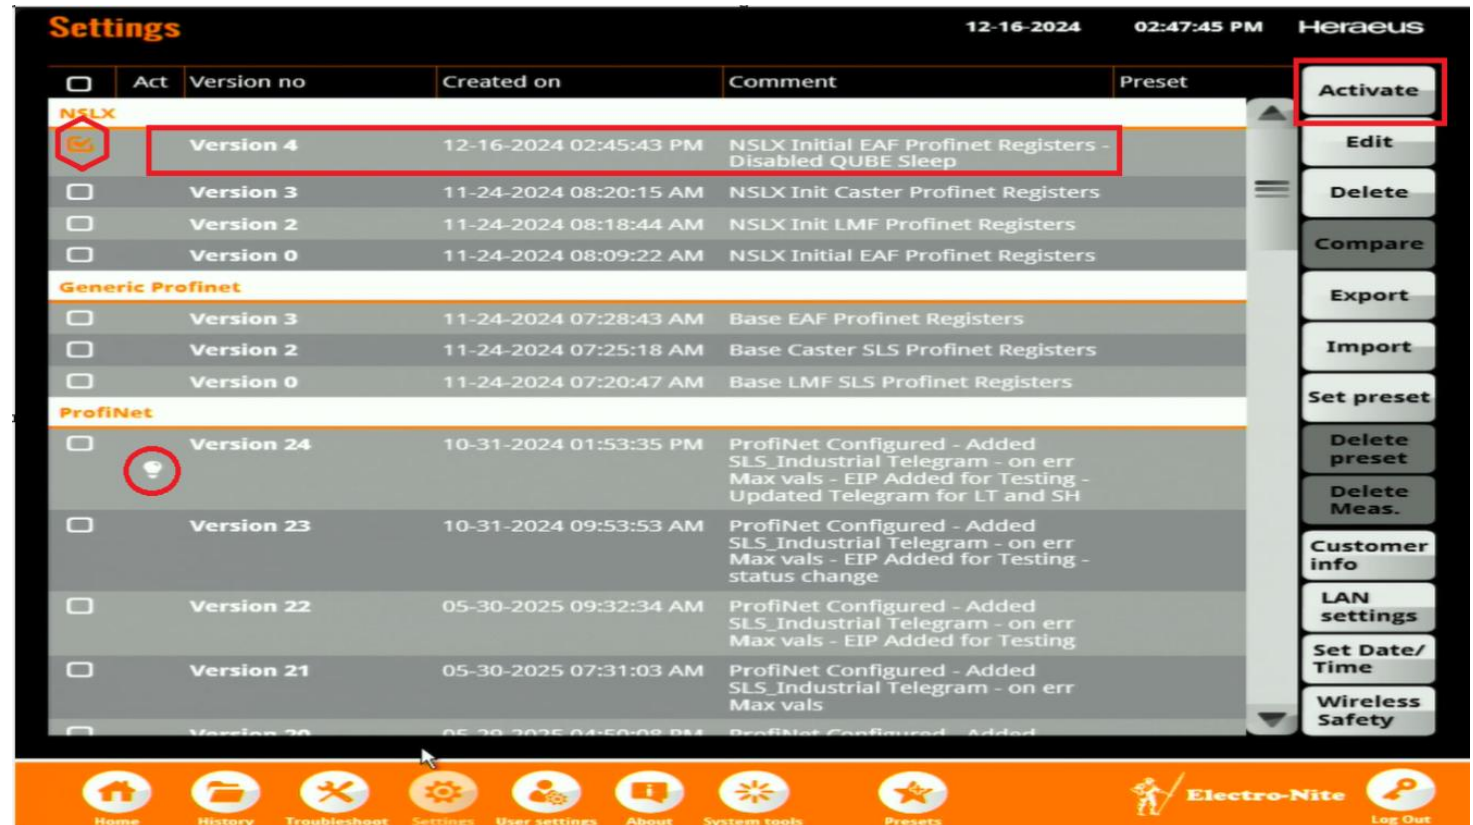 Settings
12-16-2024 02:47:45 PM Heraeus
Act Version no Created on Comment Preset
NSLX
Version 4 12-16-2024 02:45:43 PM NSLX Initial EAF Profinet Registers -
Disabled QUBE Sleep
Version 3 11-24-2024 08:20:15 AM NSLX Init Caster Profinet Registers
Version 2 11-24-2024 08:18:44 AM NSLX Init LMF Profinet Registers
Version 0 11-24-2024 08:09:22 AM NSLX Initial EAF Profinet Registers
Generic Profinet
Version 3 11-24-2024 07:28:43 AM Base EAF Profinet Registers
Version 2 11-24-2024 07:25:18 AM Base Caster SLS Profinet Registers
Version 0 11-24-2024 07:20:47 AM Base LMF SLS Profinet Registers
ProfiNet
Version 24 10-31-2024 01:53:35 PM ProfiNet Configured - Added
SLS_Industrial Telegram - on err
Max vals - EIP Added for Testing -
Updated Telegram for LT and SH
Version 23 10-31-2024 09:53:53 AM ProfiNet Configured - Added
SLS_Industrial Telegram - on err
Max vals - EIP Added for Testing -
status change
Version 22 05-30-2025 09:32:34 AM ProfiNet Configured - Added
SLS_Industrial Telegram - on err
Max vals - EIP Added for Testing
Version 21 05-30-2025 07:31:03 AM ProfiNet Configured - Added
SLS_Industrial Telegram - on err
Max vals
Version 20 05-29-2025 04:50:08 PM ProfiNet Configured - Added
Activate
Edit
Delete
Compare
Export
Import
Set preset
Delete
preset
Delete
Meas.
Customer
info
LAN
settings
Set Date/
Time
Wireless
Safety
Home History Troubleshoot Settings User settings About System tools Presets Electro-Nite Log Out